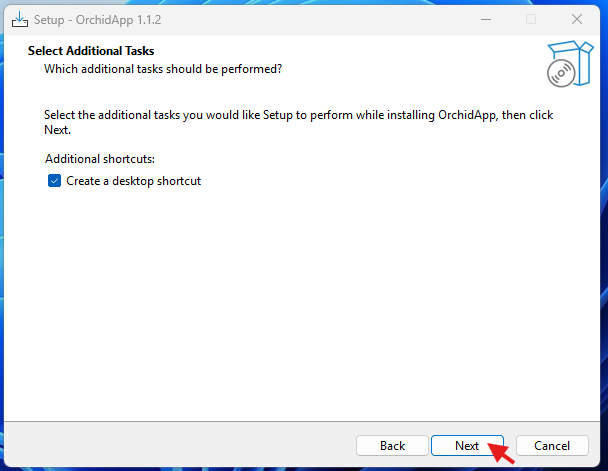 Setup - OrchidApp 1.1.2
Select Additional Tasks
Which additional tasks should be performed?
Select the additional tasks you would like Setup to perform while installing OrchidApp, then click
Next.
Additional shortcuts:
Create a desktop shortcut
Back
Next
Cancel